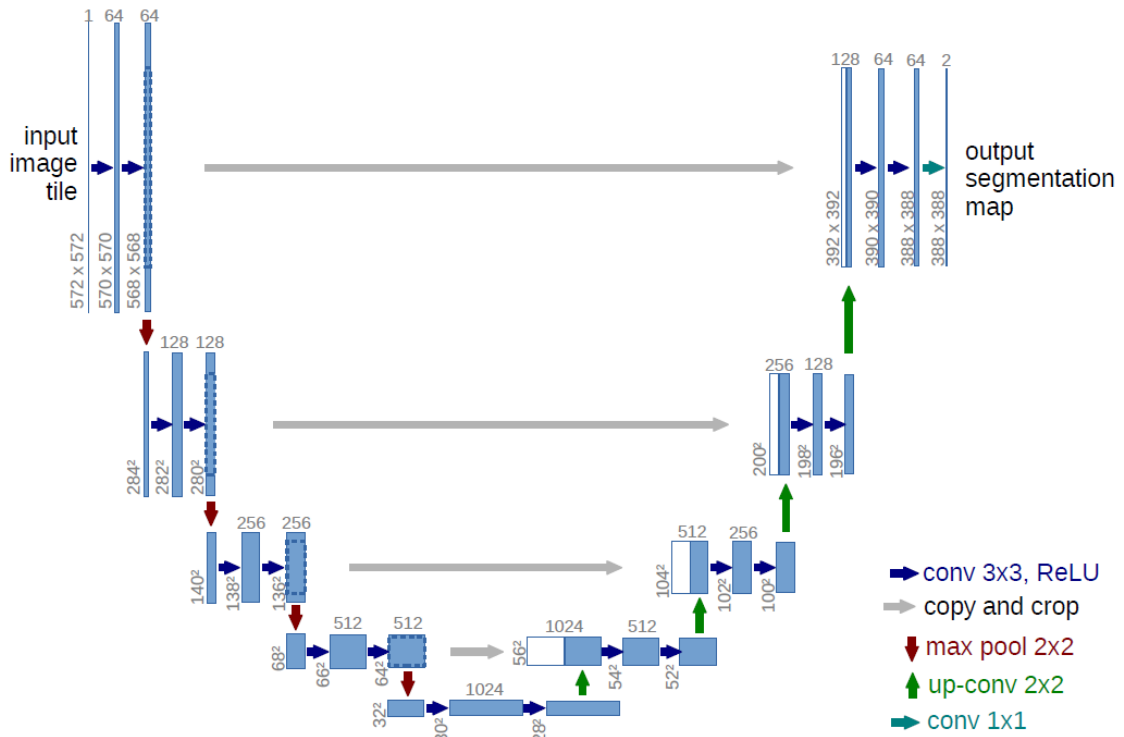 1
64
64
input
image
tile
572 x 572
570 x 570
568 x 568
128
64
64
2
output
segmentation
map
392 x 392
390 x 390
388 x 388
388 x 388
128
128
284²
282²
280²
256
128
200²
198²
196²
256
256
140²
138²
136²
512
256
104²
102²
100²
512
512
68²
66²
64²
1024
512
56²
54²
52²
1024
32²
30²
28²
conv 3x3, ReLU
copy and crop
max pool 2x2
up-conv 2x2
conv 1x1